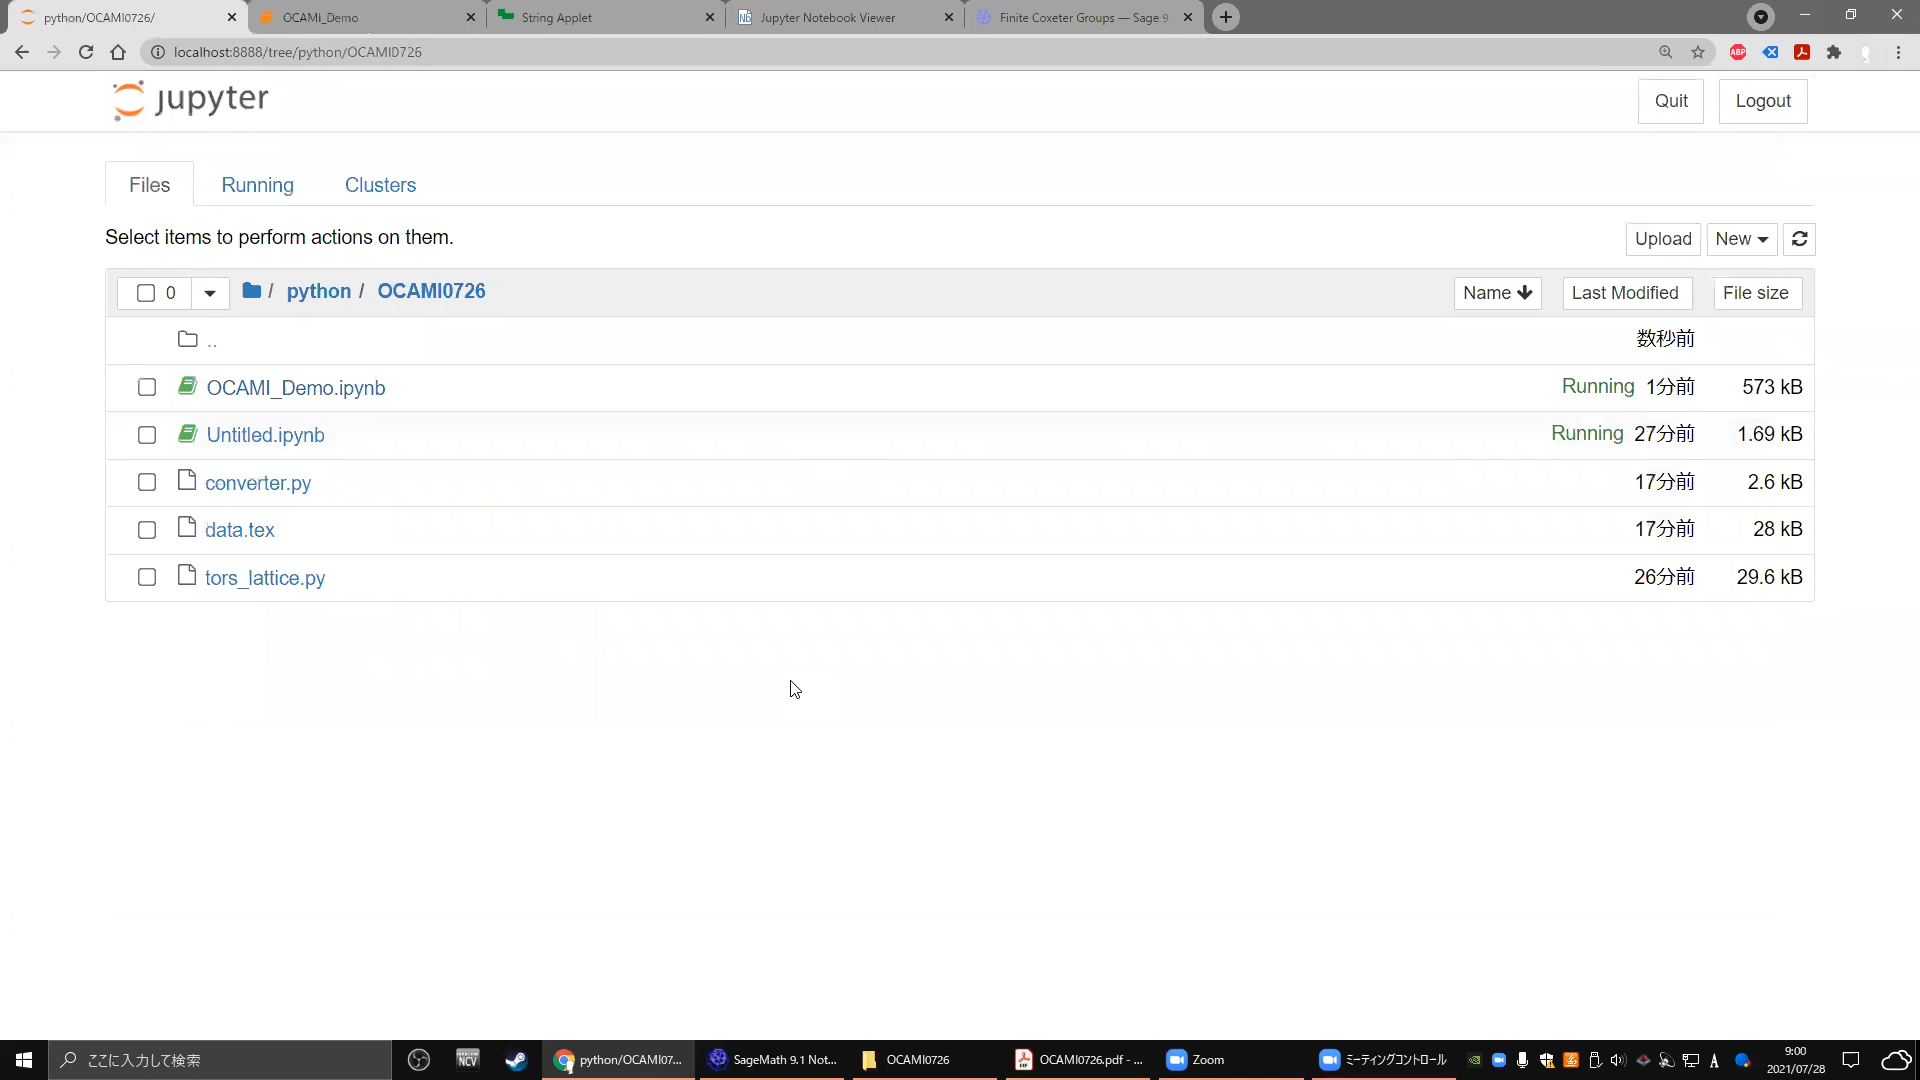 python/OCAMI0726/
OCAMI_Demo
String Applet
Jupyter Notebook Viewer
Finite Coxeter Groups — Sage 9.
localhost:8888/tree/python/OCAMI0726
ABP
jupyter
Quit
Logout
Files
Running
Clusters
Select items to perform actions on them.
Upload
New
0
/ python / OCAMI0726
Name
Last Modified
File size
..
数秒前
OCAMI_Demo.ipynb
Running 1分前
573 kB
Untitled.ipynb
Running 27分前
1.69 kB
converter.py
17分前
2.6 kB
data.tex
17分前
28 kB
tors_lattice.py
26分前
29.6 kB
ここに入力して検索
NCV
python/OCAMI07...
SageMath 9.1 Not...
OCAMI0726
OCAMI0726.pdf - ...
Zoom
ミーティングコントロール
A
9:00
2021/07/28